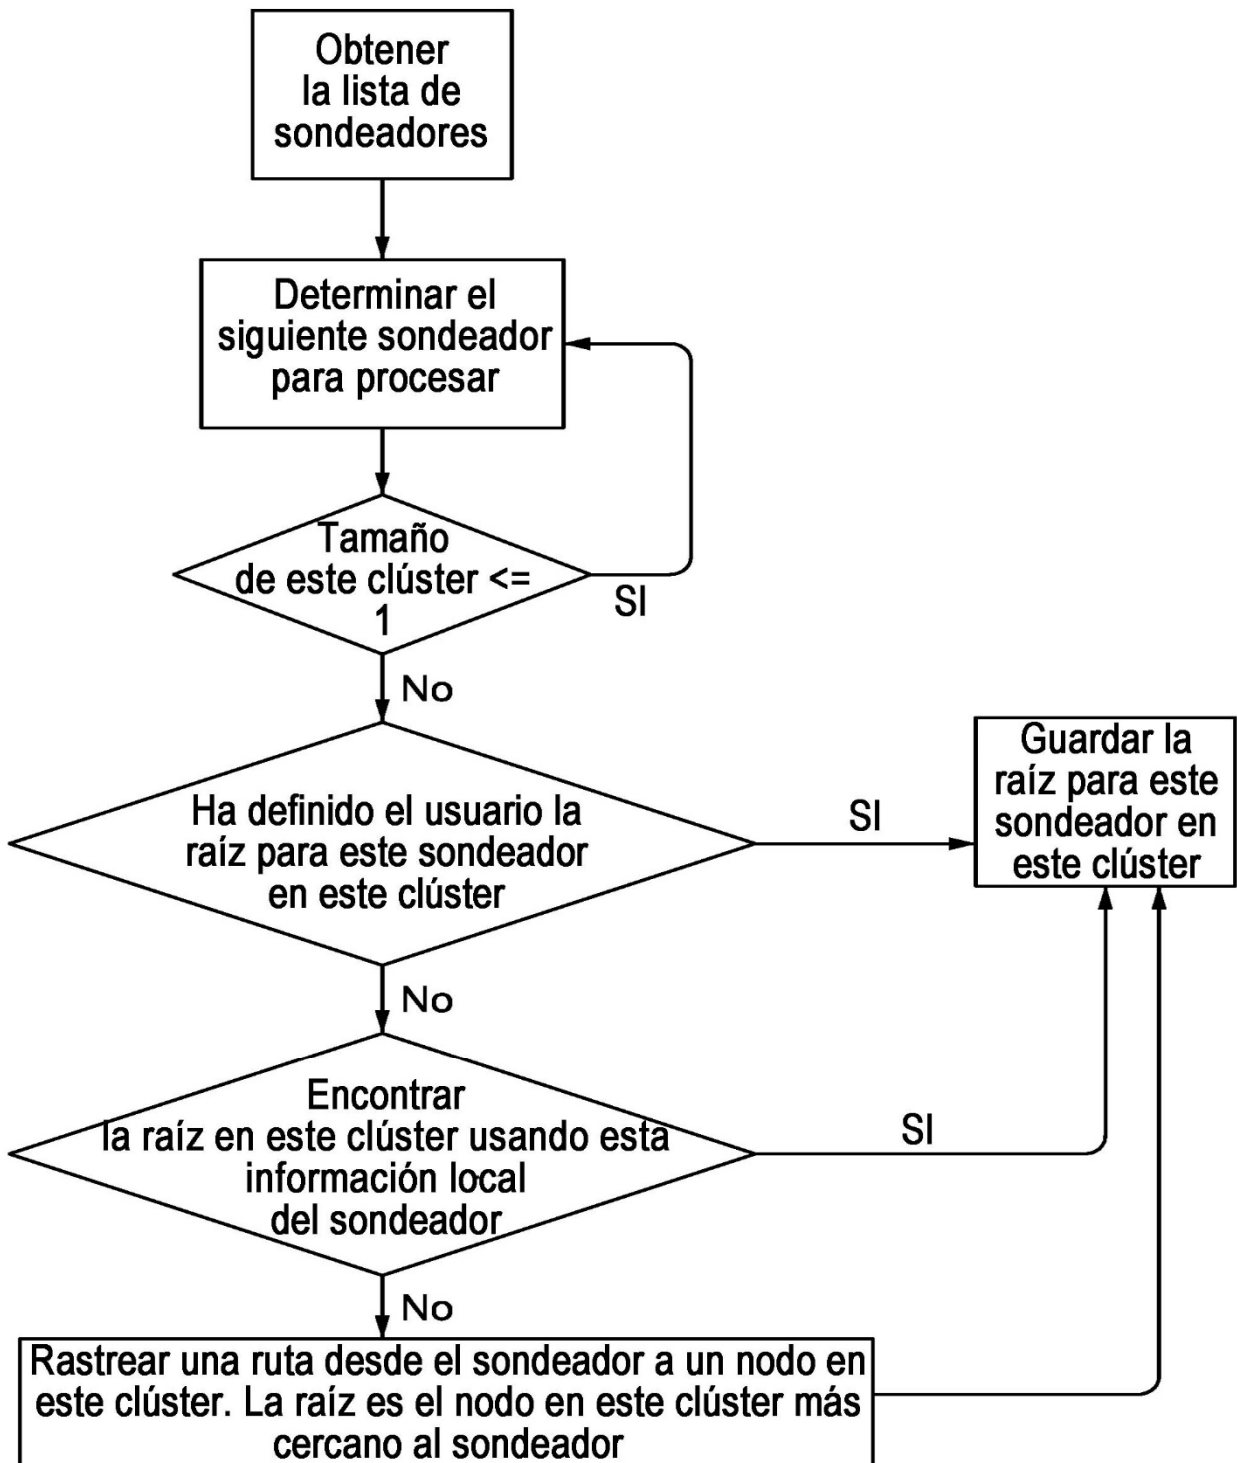 Obtener
la lista de
sondeadores
Determinar el
siguiente sondeador
para procesar
Tamaño
de este clúster <=
1
SI
No
Ha definido el usuario la
raíz para este sondeador
en este clúster
SI
Guardar la
raíz para este
sondeador en
este clúster
No
Encontrar
la raíz en este clúster usando esta
información local
del sondeador
SI
No
Rastrear una ruta desde el sondeador a un nodo en
este clúster. La raíz es el nodo en este clúster más
cercano al sondeador